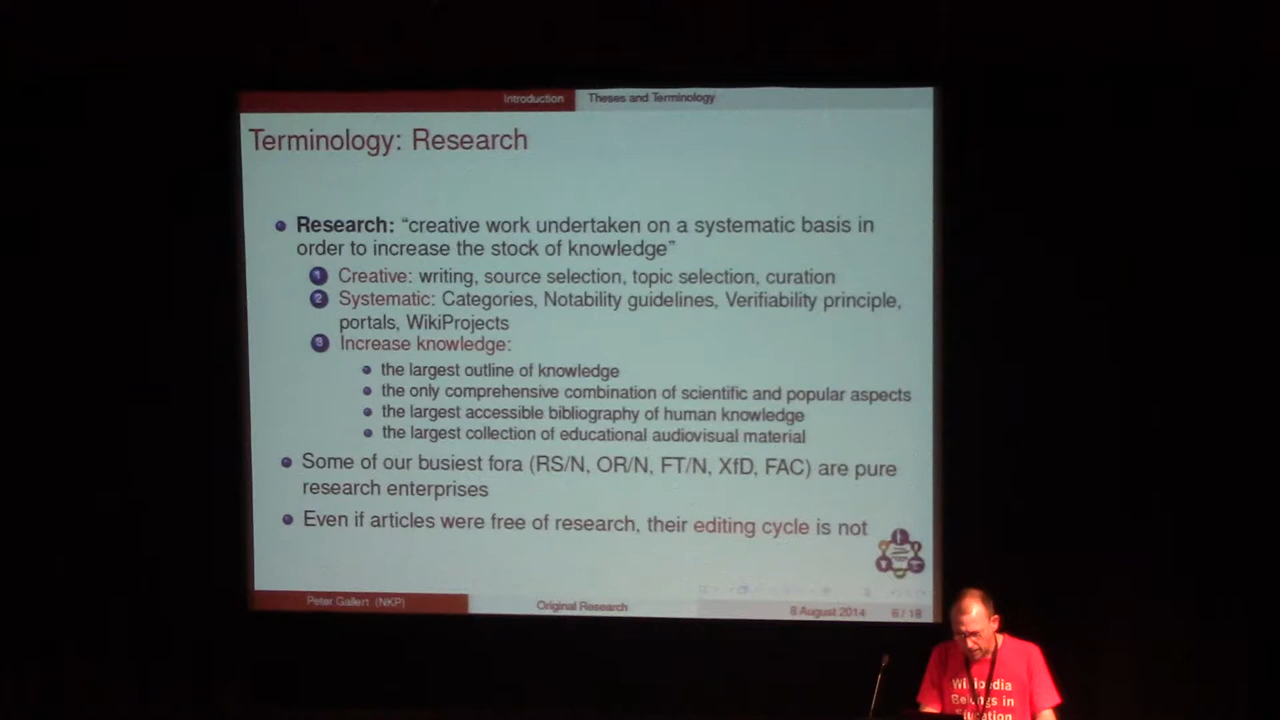 Introduction Theses and Terminology
Terminology: Research
Research: “creative work undertaken on a systematic basis in
order to increase the stock of knowledge”
1 Creative: writing, source selection, topic selection, curation
2 Systematic: Categories, Notability guidelines, Verifiability principle,
portals, WikiProjects
3 Increase knowledge:
the largest outline of knowledge
the only comprehensive combination of scientific and popular aspects
the largest accessible bibliography of human knowledge
the largest collection of educational audiovisual material
Some of our busiest fora (RS/N, OR/N, FT/N, XfD, FAC) are pure
research enterprises
Even if articles were free of research, their editing cycle is not
Peter Gallert (NKP) Original Research 8 August 2014 6 / 18
Wikipedia
Belongs in
Education